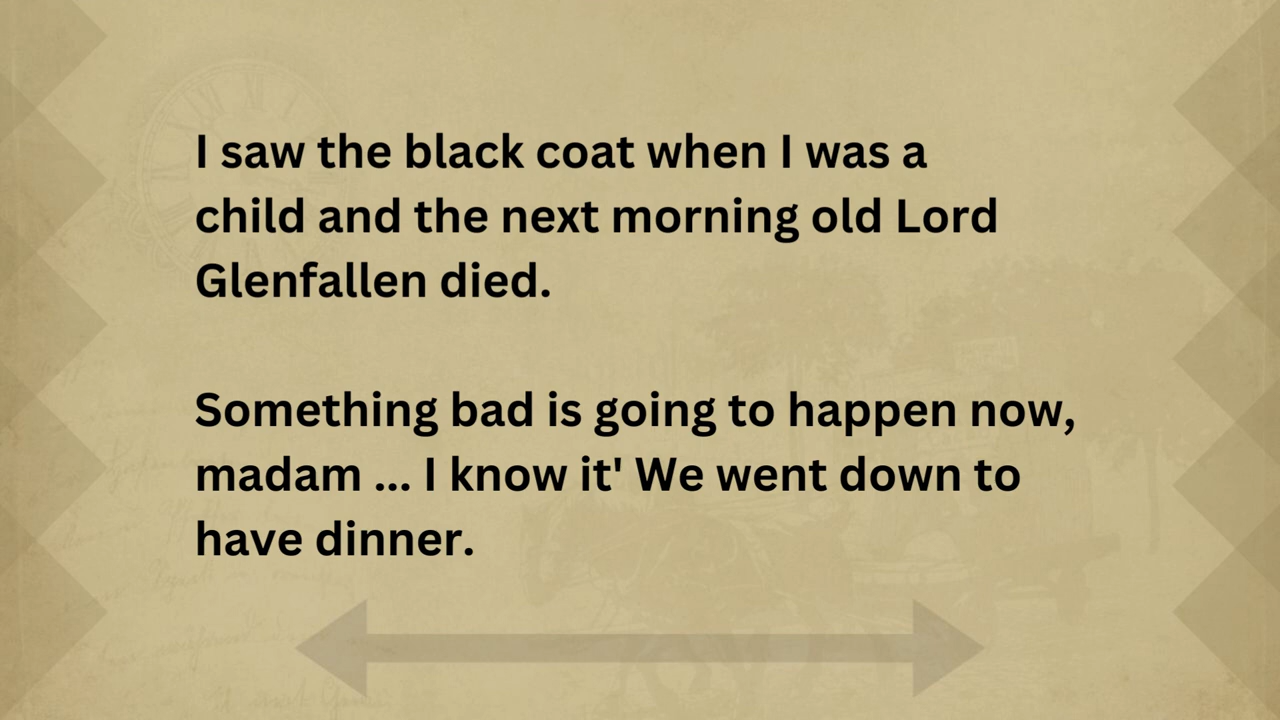 I saw the black coat when I was a
child and the next morning old Lord
Glenfallen died.
Something bad is going to happen now,
madam ... I know it' We went down to
have dinner.